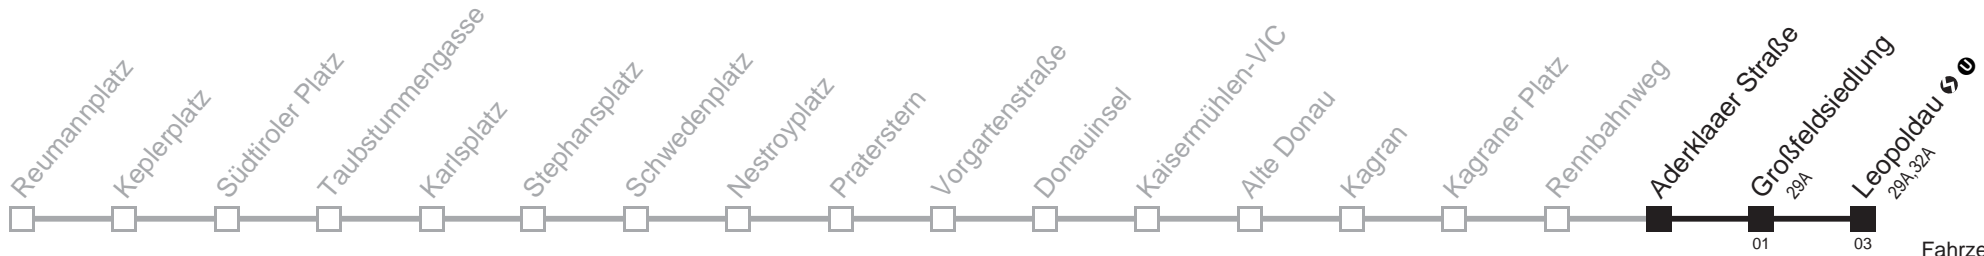 Reumannplatz
Keplerplatz
Südtiroler Platz
Taubstummengasse
Karlsplatz
Stephansplatz
Schwedenplatz
Nestroyplatz
Praterstern
Vorgartenstraße
Donauinsel
Kaisermühlen-VIC
Alte Donau
Kagran
Kagraner Platz
Rennbahnweg
Aderklaaer Straße
Großfeldsiedlung
29A
Leopoldau U
29A,32A
01
03
Fahrze